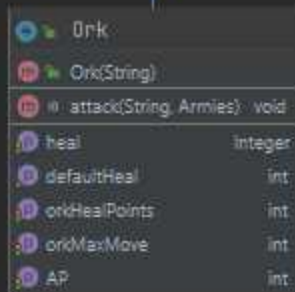 Ork
Ork(String)
attack(String, Armies) void
heal Integer
defaultHeal int
orkHealPoints int
orkMaxMove int
AP int